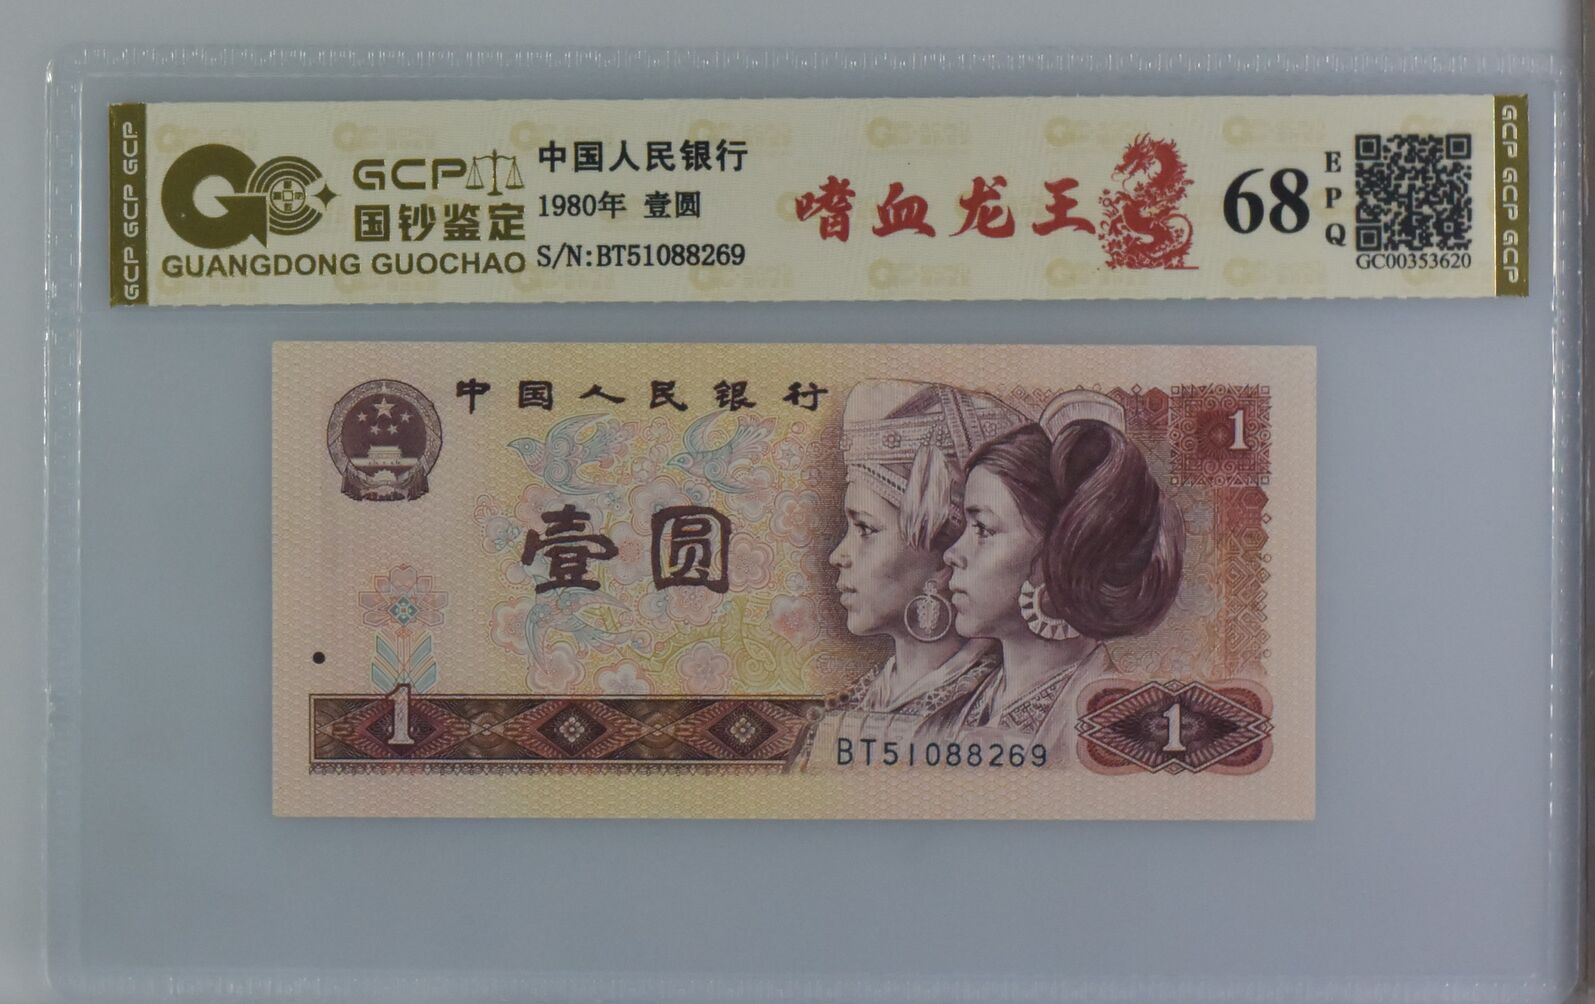 GCP GCP GCP
GCP
国钞鉴定
GUANGDONG GUOCHAO
中国人民银行
1980年 壹圆
S/N:BT51088269
嗜血龙王
68
EPQ
GC00353620
GCP GCP GCP
中国人民银行
1
壹圆
1
BT51088269
1